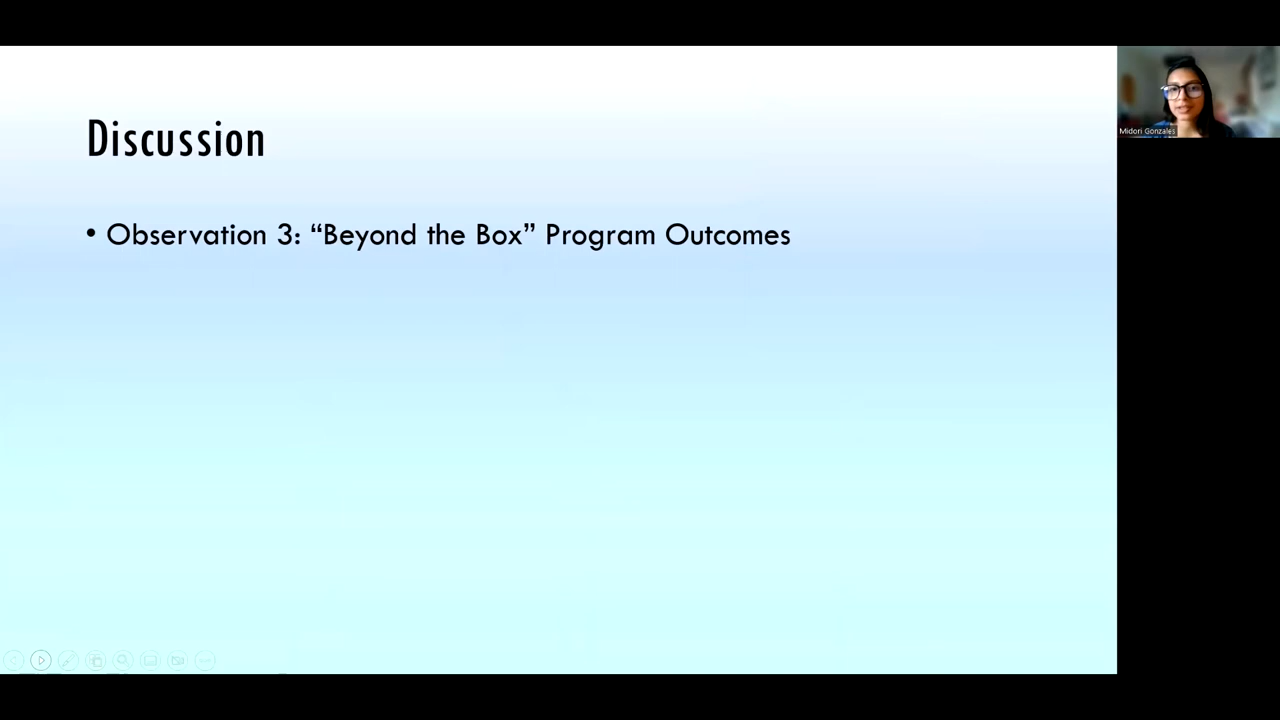 Discussion
• Observation 3: “Beyond the Box” Program Outcomes
Midori Gonzales